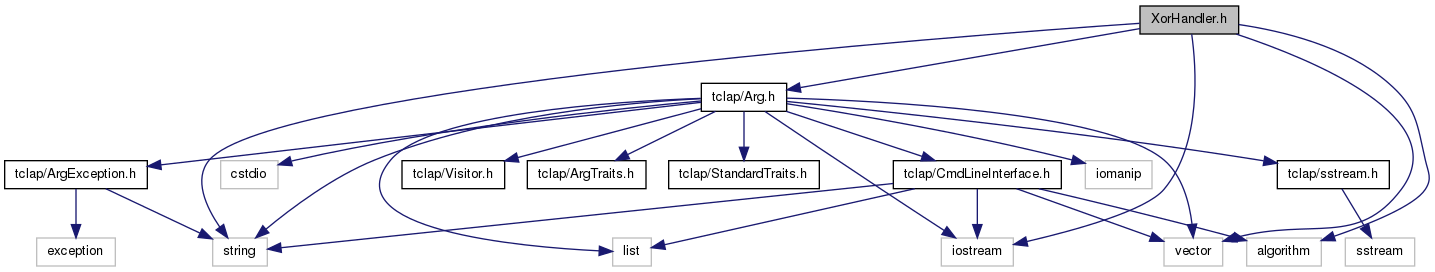 XorHandler.h
tclap/Arg.h
tclap/ArgException.h
cstdio
tclap/Visitor.h
tclap/ArgTraits.h
tclap/StandardTraits.h
tclap/CmdLineInterface.h
iomanip
tclap/sstream.h
exception
string
list
iostream
vector
algorithm
sstream